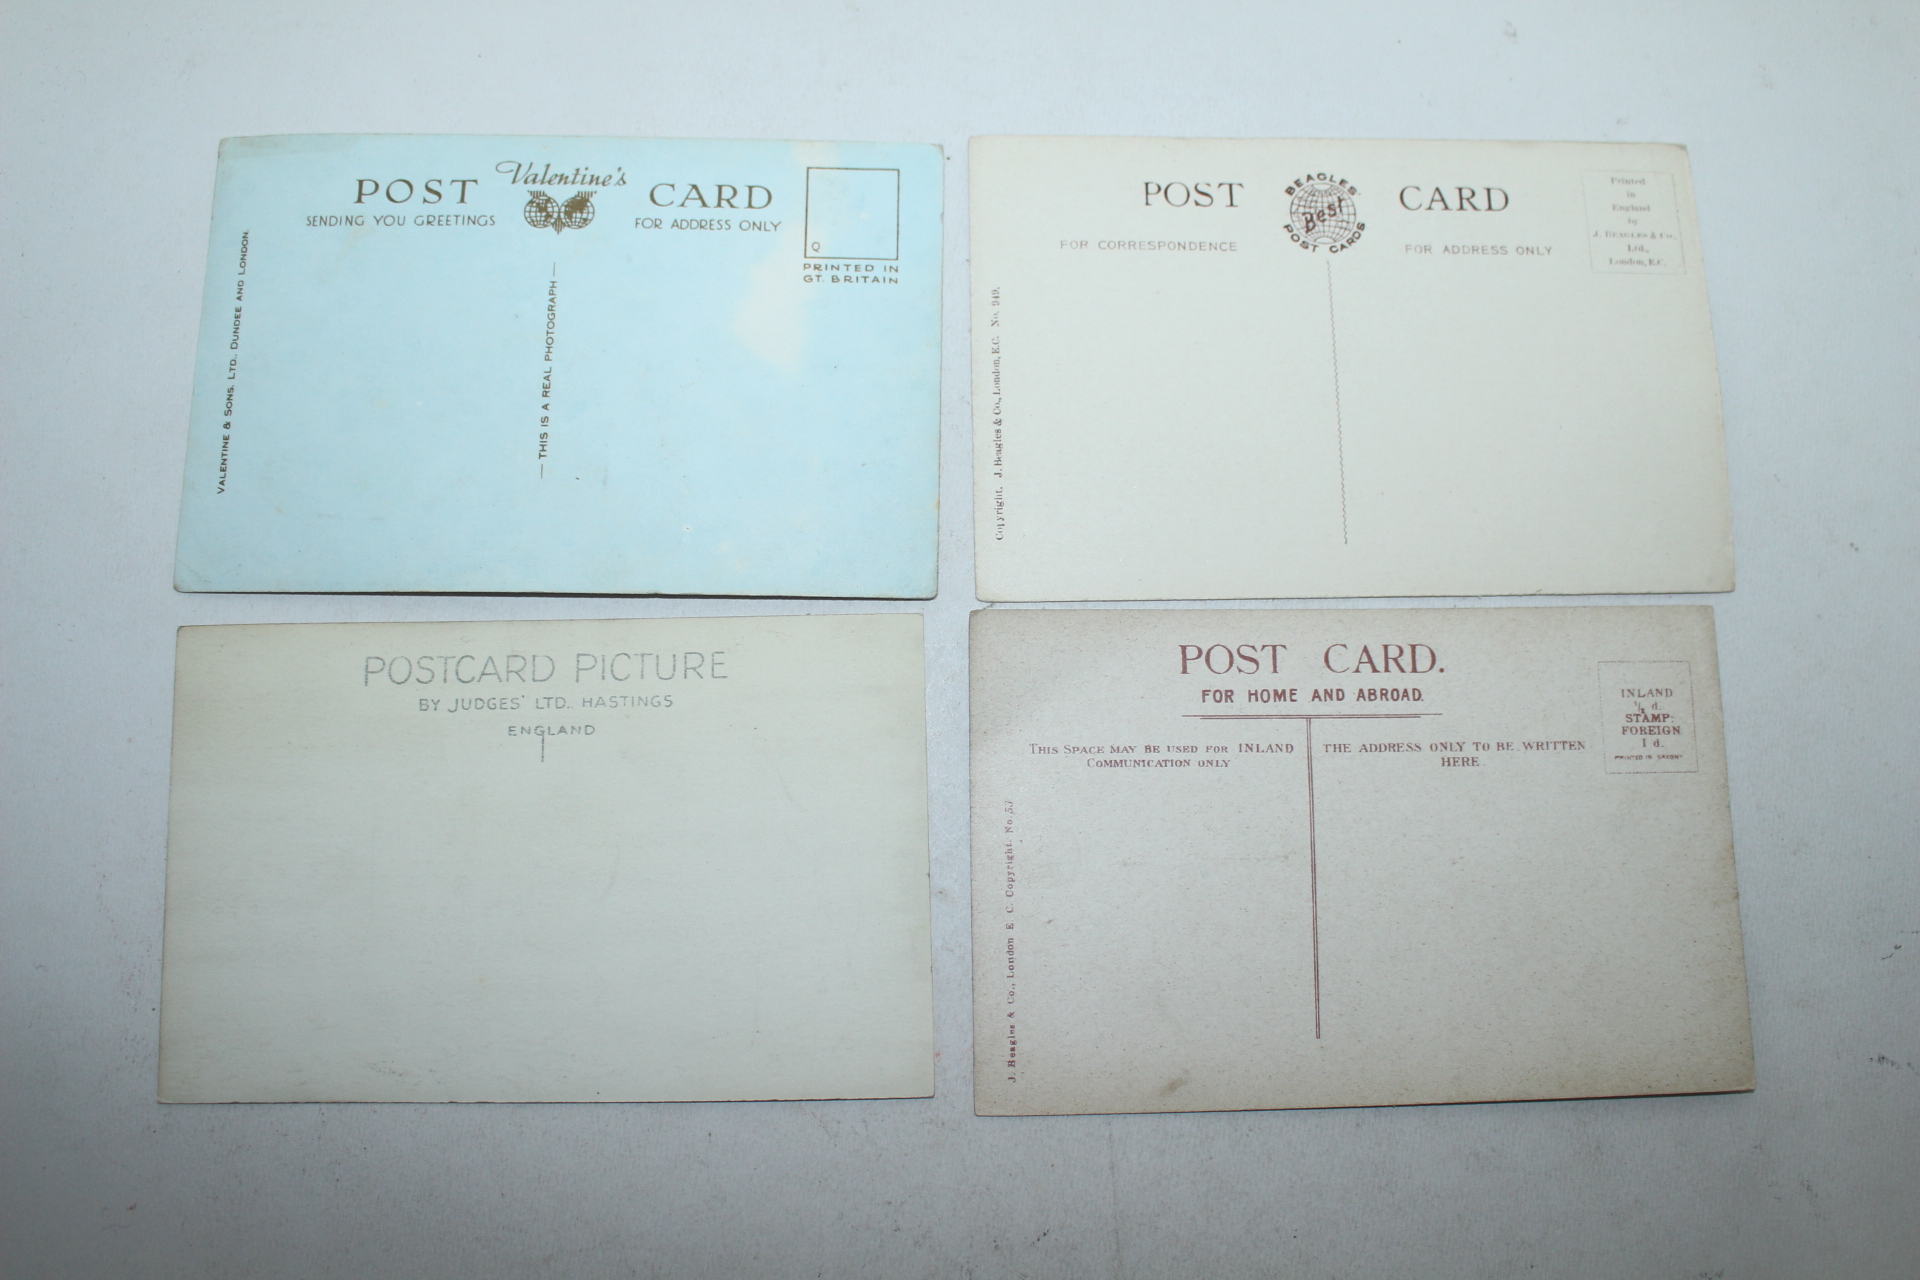 POST Valentine's CARD
SENDING YOU GREETINGS
FOR ADDRESS ONLY
Q
PRINTED IN
GT. BRITAIN
VALENTINE & SONS. LTD., DUNDEE AND LONDON.
THIS IS A REAL PHOTOGRAPH
POST CARD
BEAGLES'
Best
POST CARDS
FOR CORRESPONDENCE
FOR ADDRESS ONLY
Printed
in
England
by
J. BEAGLES & Co.,
Ltd.,
London, E.C.
Copyright. J. Beagles & Co., London, E.C. No. 949.
POSTCARD PICTURE
BY JUDGES' LTD., HASTINGS
ENGLAND
POST CARD.
FOR HOME AND ABROAD.
THIS SPACE MAY BE USED FOR INLAND
COMMUNICATION ONLY
THE ADDRESS ONLY TO BE WRITTEN
HERE
INLAND
½ d.
STAMP:
FOREIGN
1 d.
PRINTED IN SAXONY
J. Beagles & Co., London E C. Copyright. No.